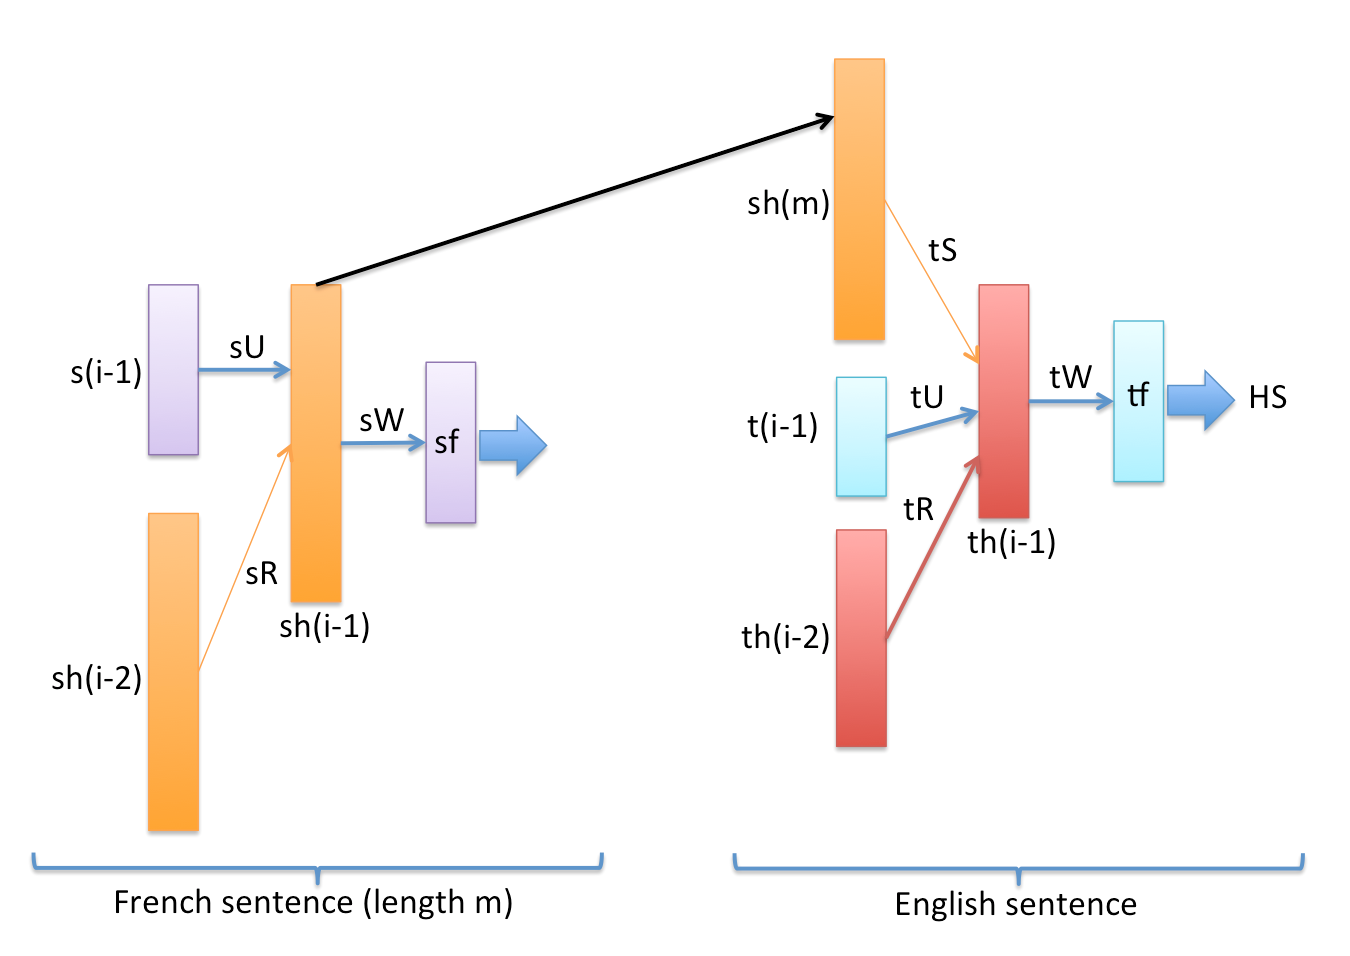 s(i-1)
sU
sh(i-2)
sR
sh(i-1)
sW
sf
French sentence (length m)
sh(m)
tS
t(i-1)
tU
th(i-2)
tR
th(i-1)
tW
tf
HS
English sentence